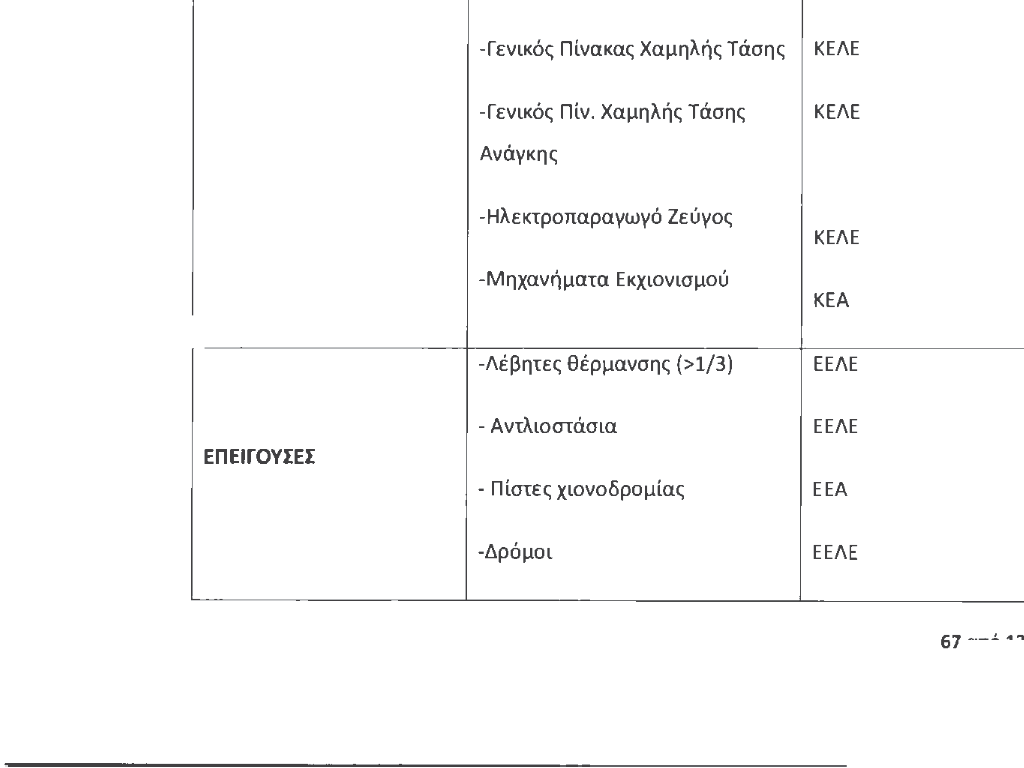 -Γενικός Πίνακας Χαμηλής Τάσης ΚΕΛΕ
-Γενικός Πίν. Χαμηλής Τάσης ΚΕΛΕ
Ανάγκης
-Ηλεκτροπαραγωγό Ζεύγος
ΚΕΛΕ
-Μηχανήματα Εκχιονισμού
ΚΕΑ
-Λέβητες θέρμανσης (>1/3) ΕΕΛΕ
- Αντλιοστάσια ΕΕΛΕ
ΕΠΕΙΓΟΥΣΕΣ
- Πίστες χιονοδρομίας ΕΕΑ
-Δρόμοι ΕΕΛΕ
67